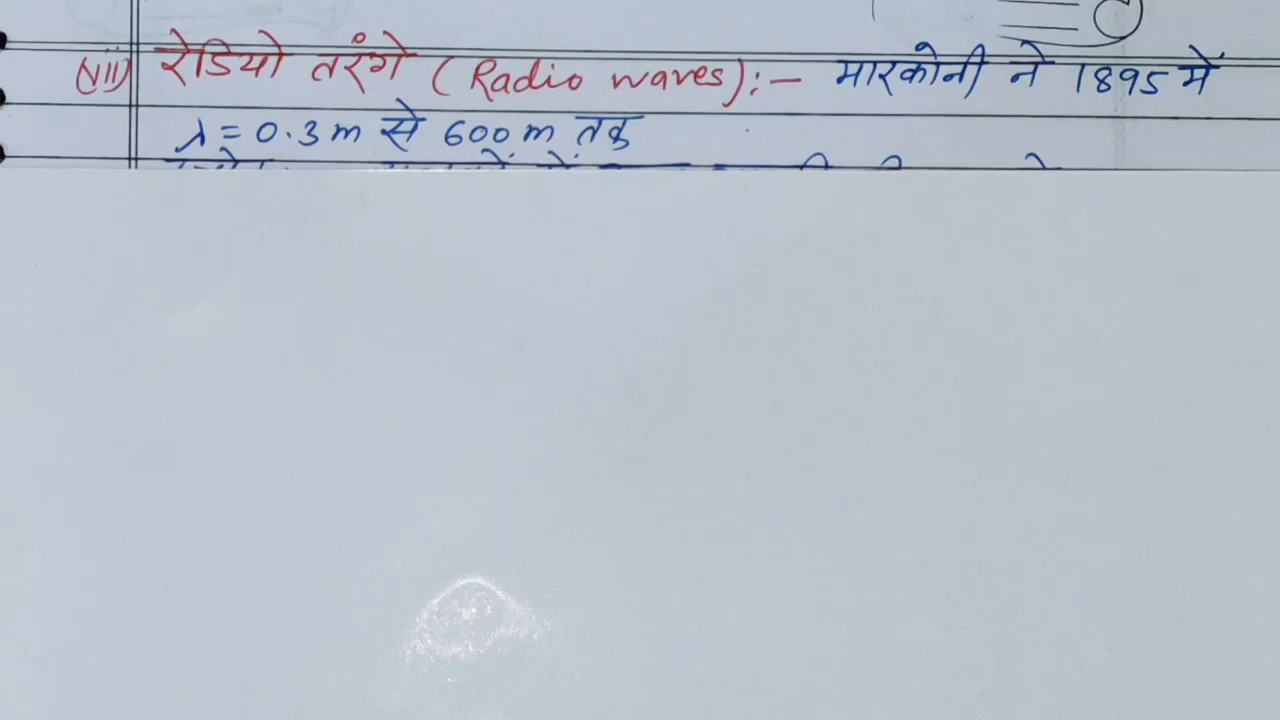 (VII) रेडियो तरंगे (Radio waves):- मारकोनी ने 1895 में
λ = 0.3 m से 600 m तक